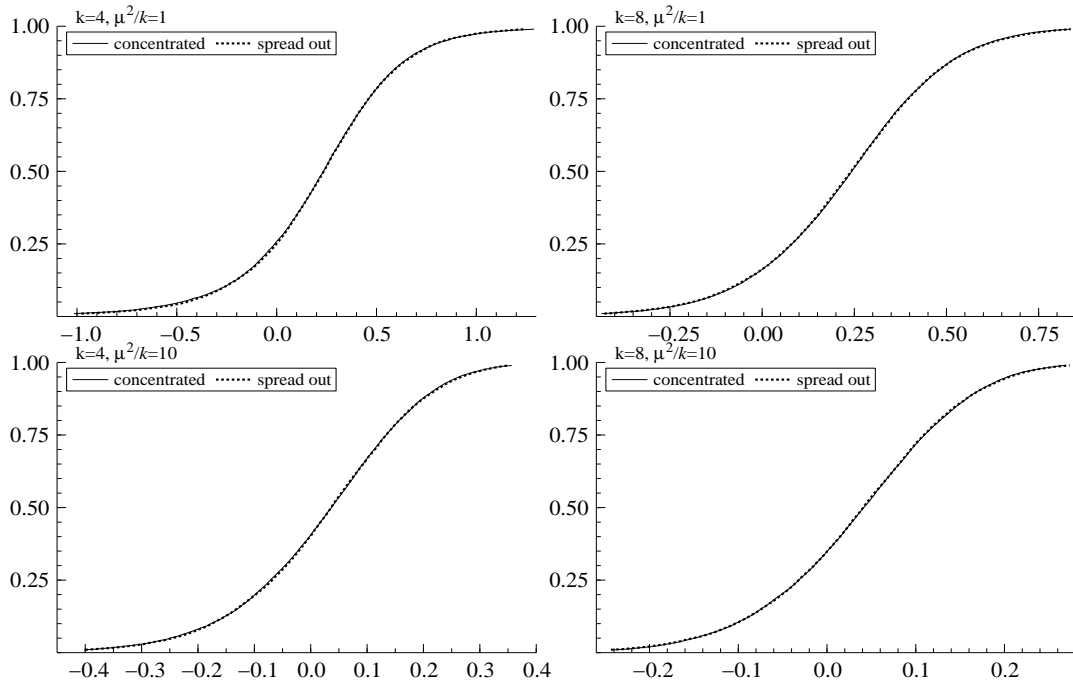 k=4, μ²/k=1
1.00
0.75
0.50
0.25
concentrated spread out
−1.0 −0.5 0.0 0.5 1.0
k=8, μ²/k=1
1.00
0.75
0.50
0.25
concentrated spread out
−0.25 0.00 0.25 0.50 0.75
k=4, μ²/k=10
1.00
0.75
0.50
0.25
concentrated spread out
−0.4 −0.3 −0.2 −0.1 0.0 0.1 0.2 0.3 0.4
k=8, μ²/k=10
1.00
0.75
0.50
0.25
concentrated spread out
−0.2 −0.1 0.0 0.1 0.2